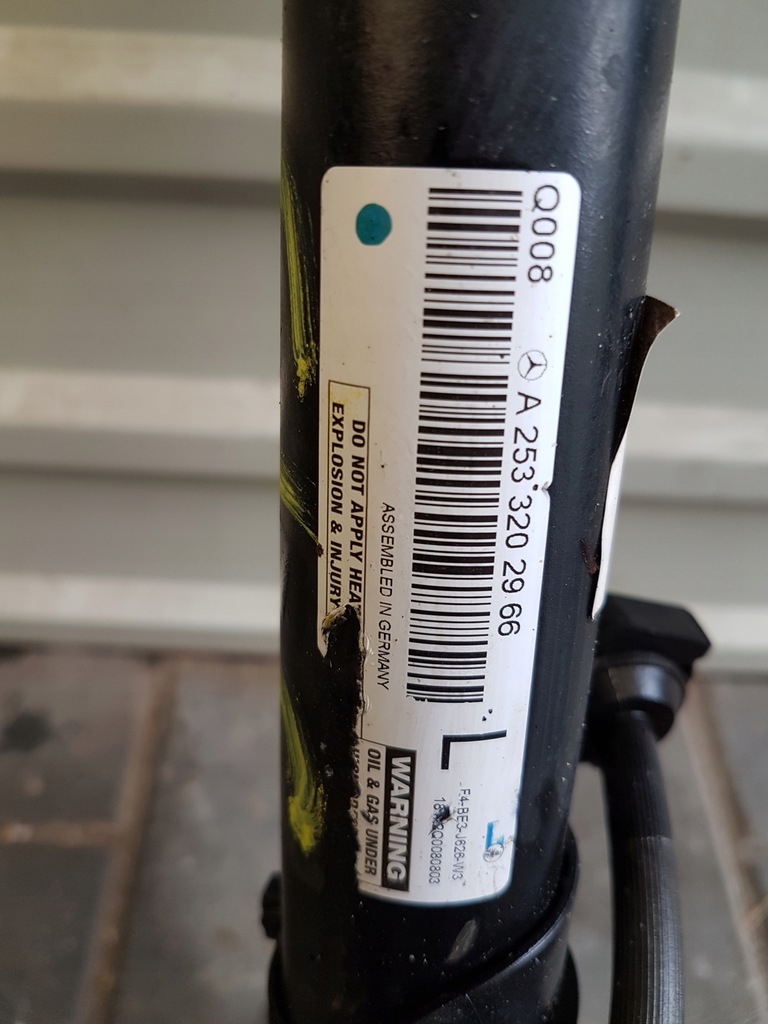 Q008
A 253 320 29 66
L
F4-BE3-J628-W3
ASSEMBLED IN GERMANY
DO NOT APPLY HEAT
EXPLOSION & INJURY
WARNING
OIL & GAS UNDER